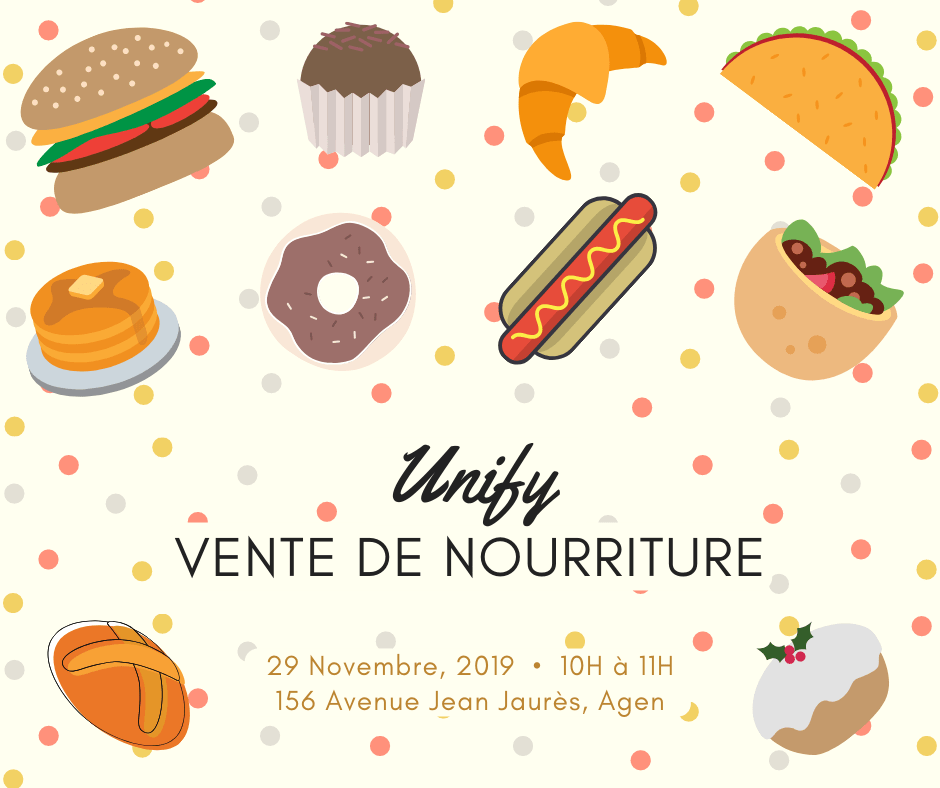 Unify
VENTE DE NOURRITURE
29 Novembre, 2019 • 10H à 11H
156 Avenue Jean Jaurès, Agen